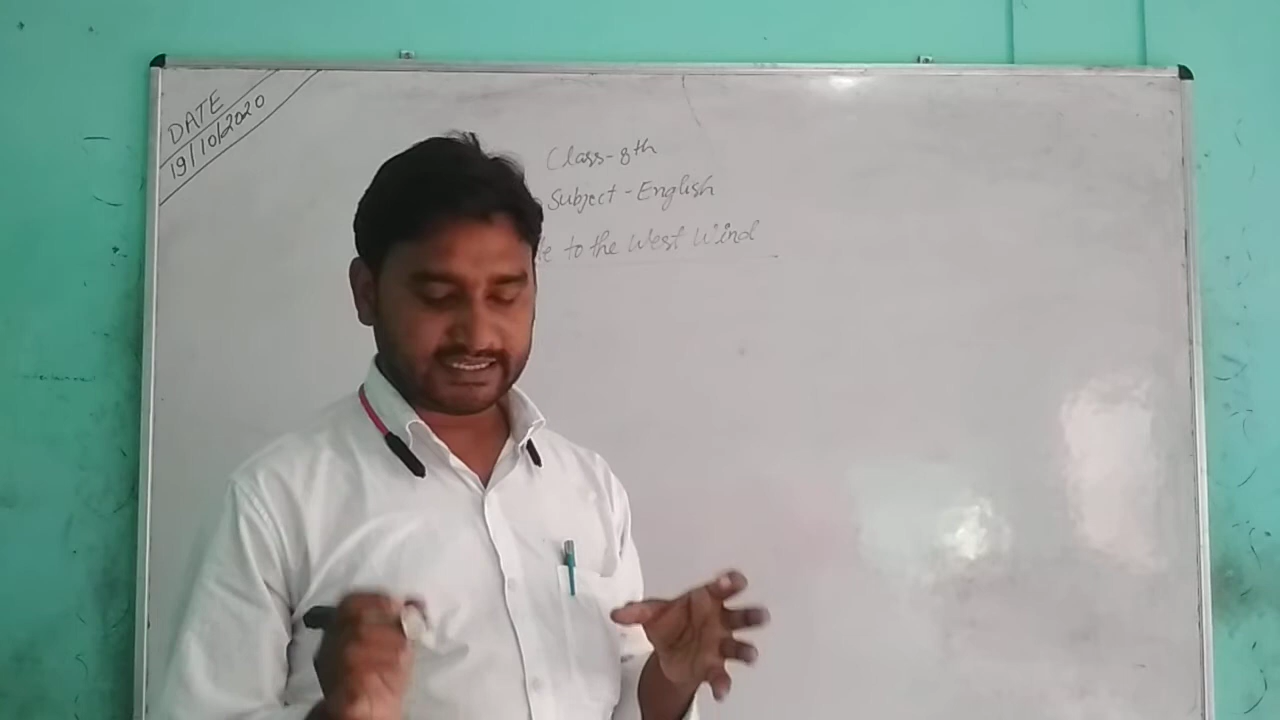 DATE
19/10/2020
Class-8th
Subject-English
to the West Wind